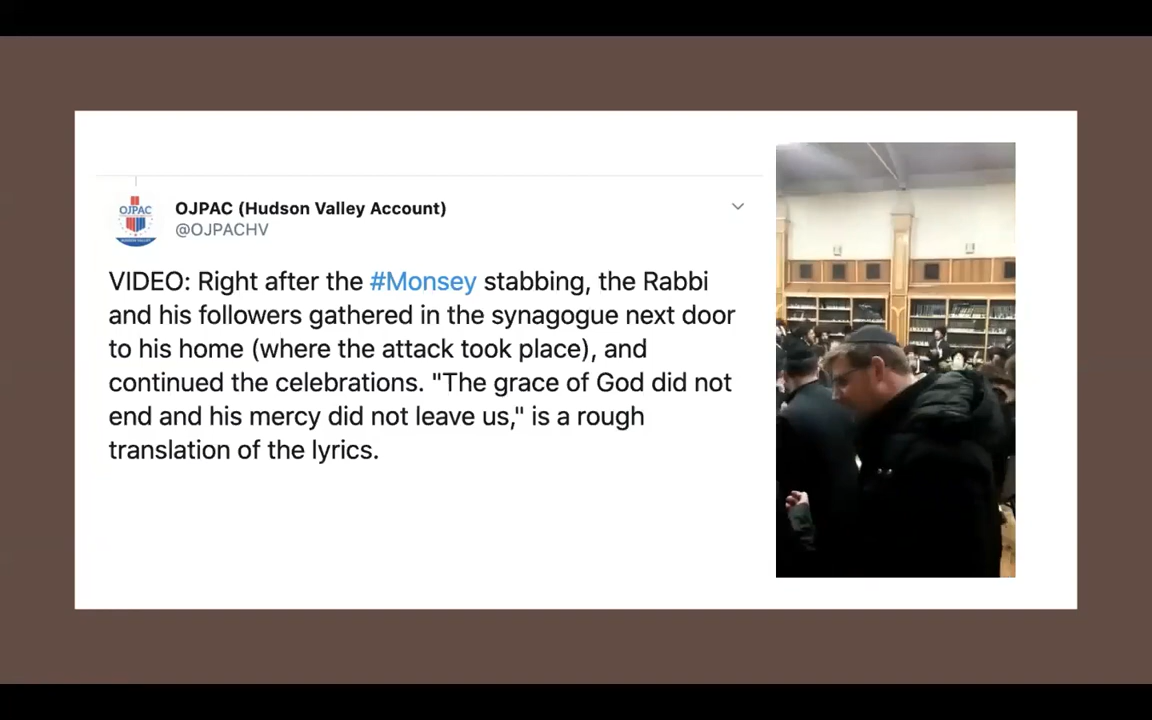 OJPAC
OJPAC (Hudson Valley Account)
@OJPACHV
VIDEO: Right after the #Monsey stabbing, the Rabbi
and his followers gathered in the synagogue next door
to his home (where the attack took place), and
continued the celebrations. "The grace of God did not
end and his mercy did not leave us," is a rough
translation of the lyrics.